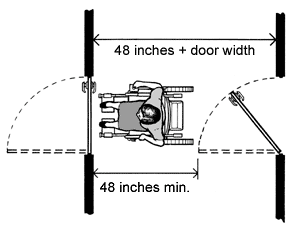 48 inches + door width
48 inches min.